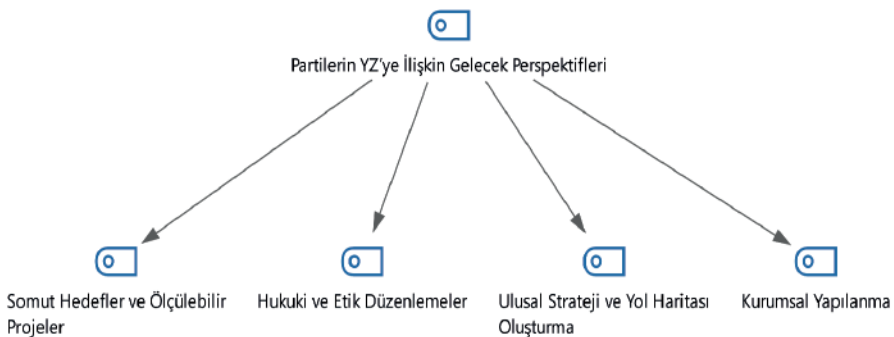 Partilerin YZ'ye İlişkin Gelecek Perspektifleri
Somut Hedefler ve Ölçülebilir
Projeler
Hukuki ve Etik Düzenlemeler
Ulusal Strateji ve Yol Haritası
Oluşturma
Kurumsal Yapılanma